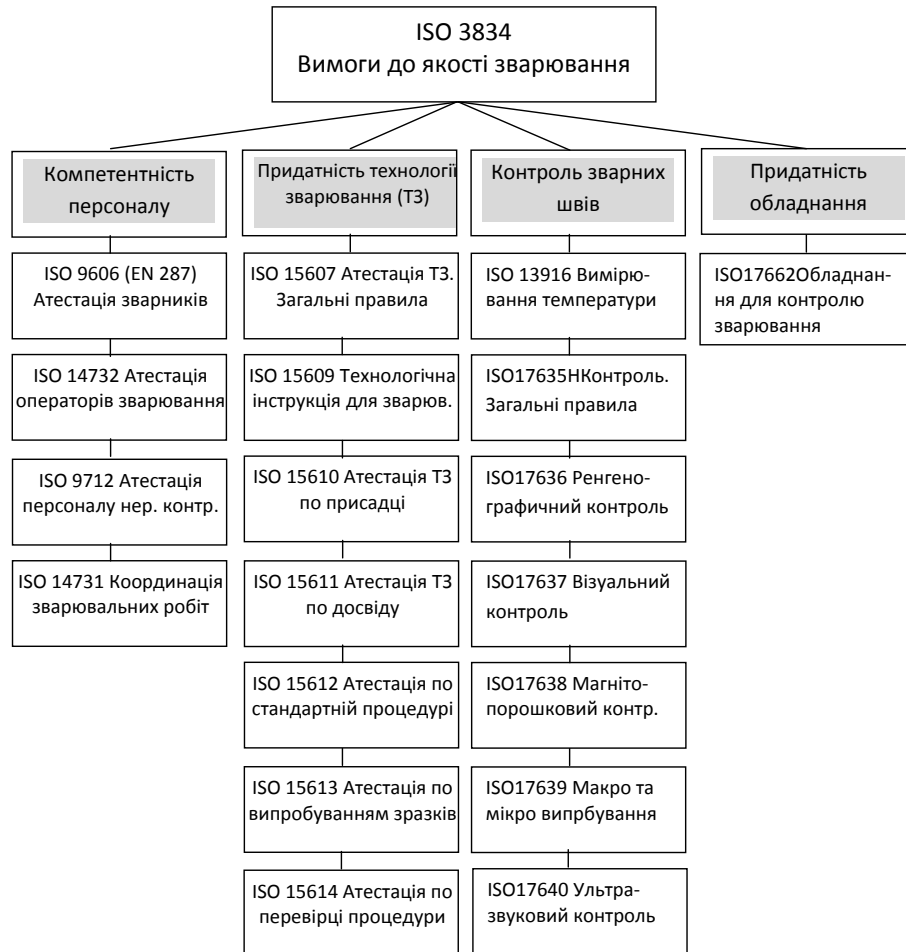 ISO 3834
Вимоги до якості зварювання
Компетентність
персоналу
ISO 9606 (EN 287)
Атестація зварників
ISO 14732 Атестація
операторів зварювання
ISO 9712 Атестація
персоналу нер. контр.
ISO 14731 Координація
зварювальних робіт
Придатність технології
зварювання (ТЗ)
ISO 15607 Атестація ТЗ.
Загальні правила
ISO 15609 Технологічна
інструкція для зварюв.
ISO 15610 Атестація ТЗ
по присадці
ISO 15611 Атестація ТЗ
по досвіду
ISO 15612 Атестація по
стандартній процедурі
ISO 15613 Атестація по
випробуванням зразків
ISO 15614 Атестація по
перевірці процедури
Контроль зварних
швів
ISO 13916 Вимірю-
вання температури
ISO17635НКонтроль.
Загальні правила
ISO17636 Ренгено-
графичний контроль
ISO17637 Візуальний
контроль
ISO17638 Магніто-
порошковий контр.
ISO17639 Макро та
мікро випрбування
ISO17640 Ультра-
звуковий контроль
Придатність
обладнання
ISO17662Обладнан-
ня для контролю
зварювання